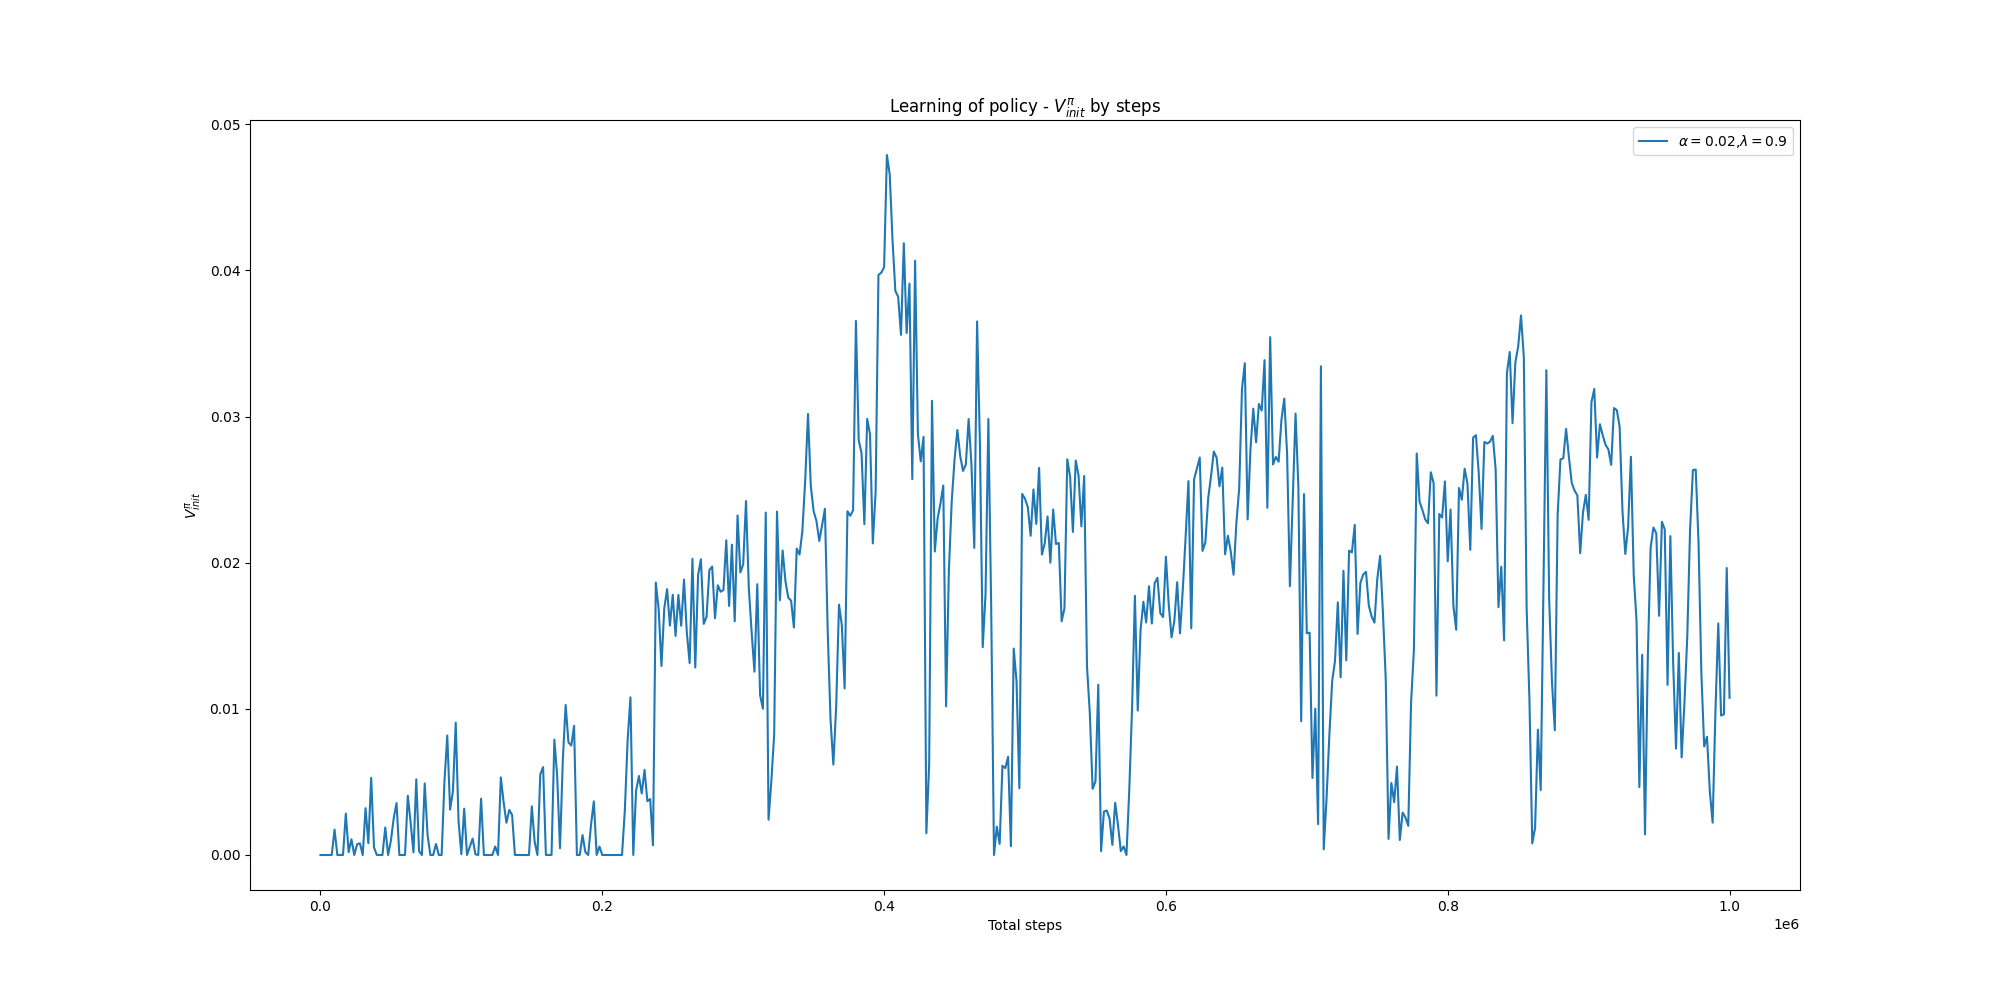 Learning of policy - $V_{init}^{\pi}$ by steps
α = 0.02,λ = 0.9
0.05
0.04
0.03
0.02
0.01
0.00
$V_{init}^{\pi}$
0.0 0.2 0.4 0.6 0.8 1.0
Total steps
1e6